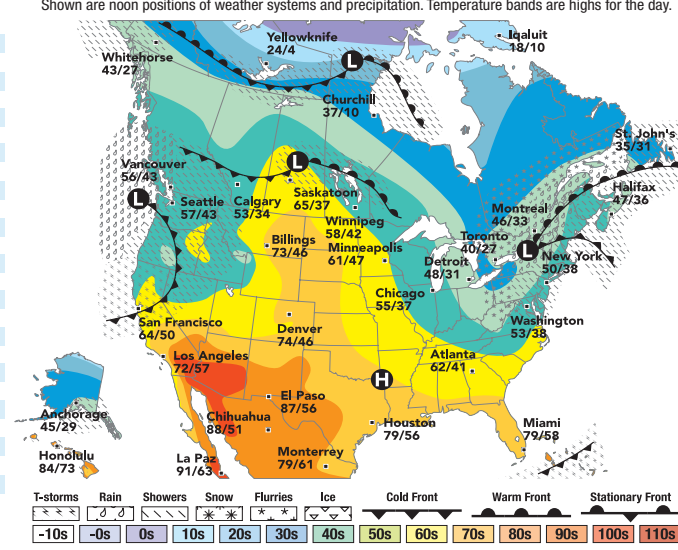 Shown are noon positions of weather systems and precipitation. Temperature bands are highs for the day.
Yellowknife
24/4
Iqaluit
18/10
Whitehorse
43/27
L
Churchill
37/10
St. John's
35/31
Vancouver
56/43
L
Saskatoon
65/37
L
Seattle
57/43
Calgary
53/34
Halifax
47/36
Montreal
46/33
Winnipeg
58/42
Toronto
40/27
Billings
73/46
Minneapolis
61/47
L
New York
50/38
Detroit
48/31
Chicago
55/37
San Francisco
64/50
Denver
74/46
Washington
53/38
Los Angeles
72/57
Atlanta
62/41
H
El Paso
87/56
Anchorage
45/29
Chihuahua
88/51
Houston
79/56
Miami
79/58
Honolulu
84/73
La Paz
91/63
Monterrey
79/61
T-storms Rain Showers Snow Flurries Ice Cold Front Warm Front Stationary Front
-10s -0s 0s 10s 20s 30s 40s 50s 60s 70s 80s 90s 100s 110s